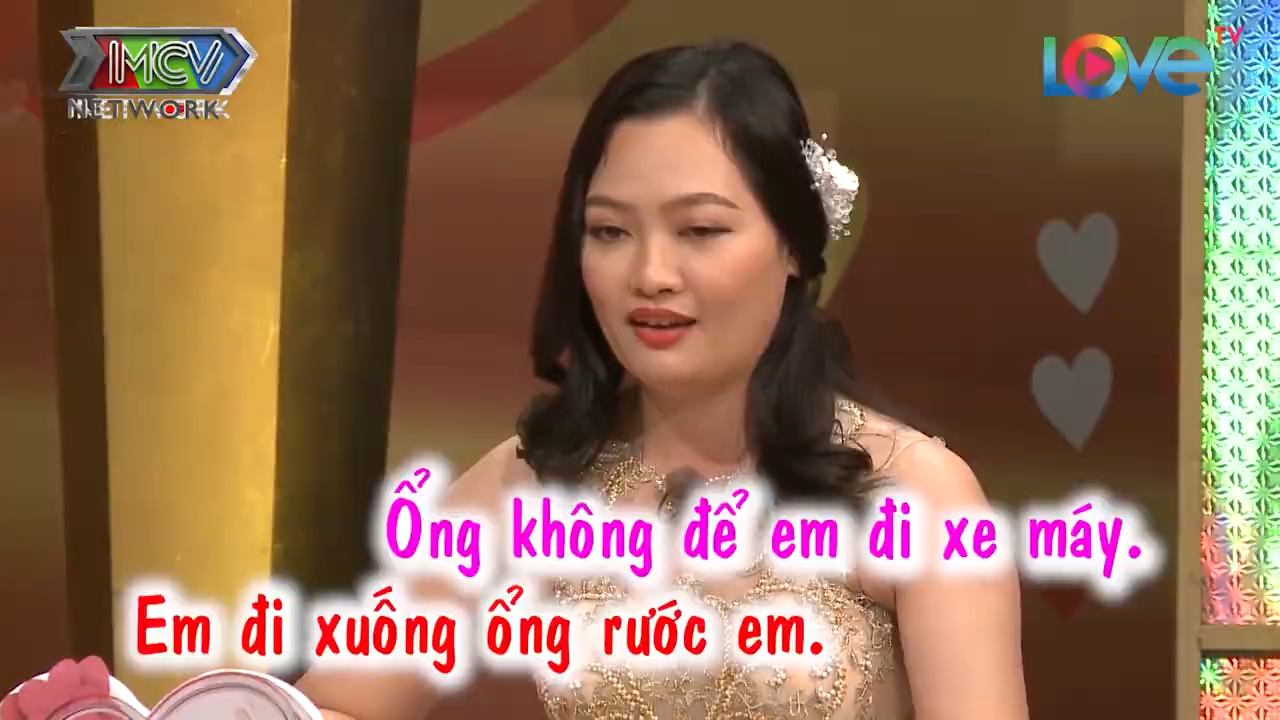 MCV
NETWORK
LOVE TV
Ổng không để em đi xe máy.
Em đi xuống ổng rước em.